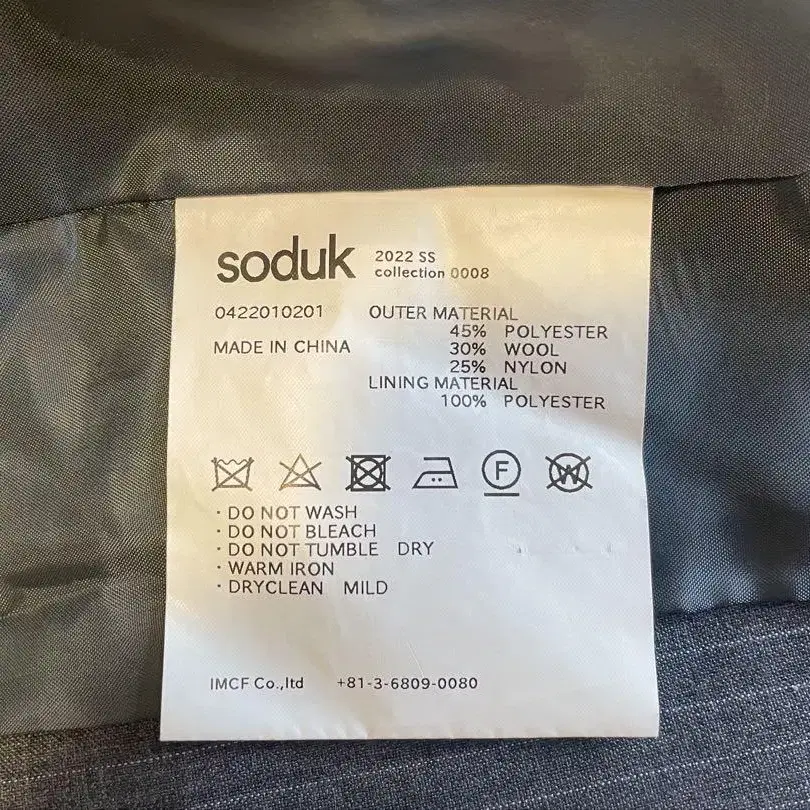 soduk
2022 SS
collection 0008
0422010201
MADE IN CHINA
OUTER MATERIAL
45% POLYESTER
30% WOOL
25% NYLON
LINING MATERIAL
100% POLYESTER
F
W
· DO NOT WASH
· DO NOT BLEACH
· DO NOT TUMBLE DRY
· WARM IRON
· DRYCLEAN MILD
IMCF Co.,ltd +81-3-6809-0080